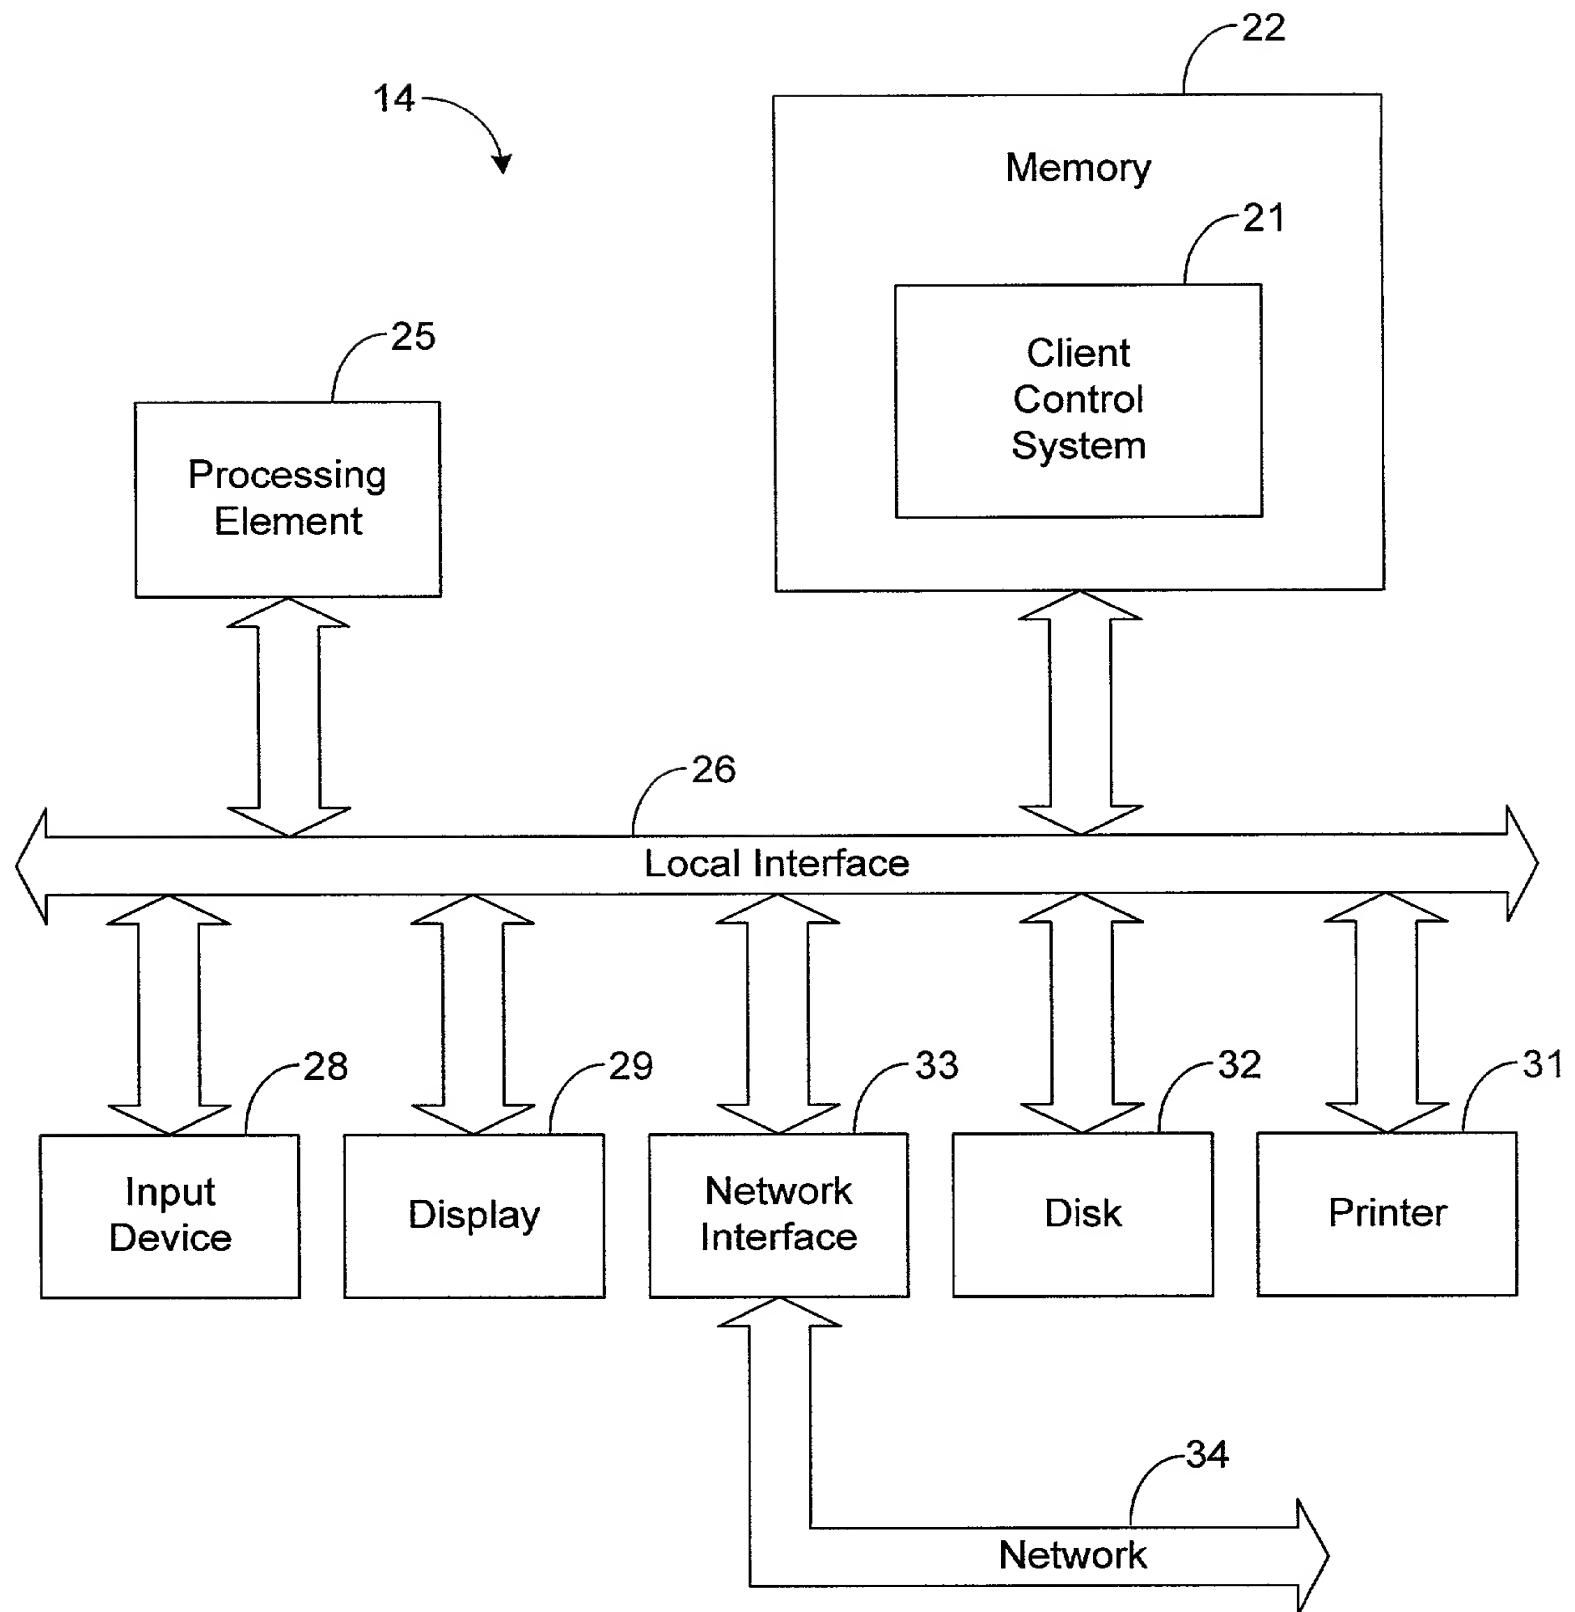 22
14
Memory
21
Client
Control
System
25
Processing
Element
26
Local Interface
28
29
33
32
31
Input
Device
Display
Network
Interface
Disk
Printer
34
Network